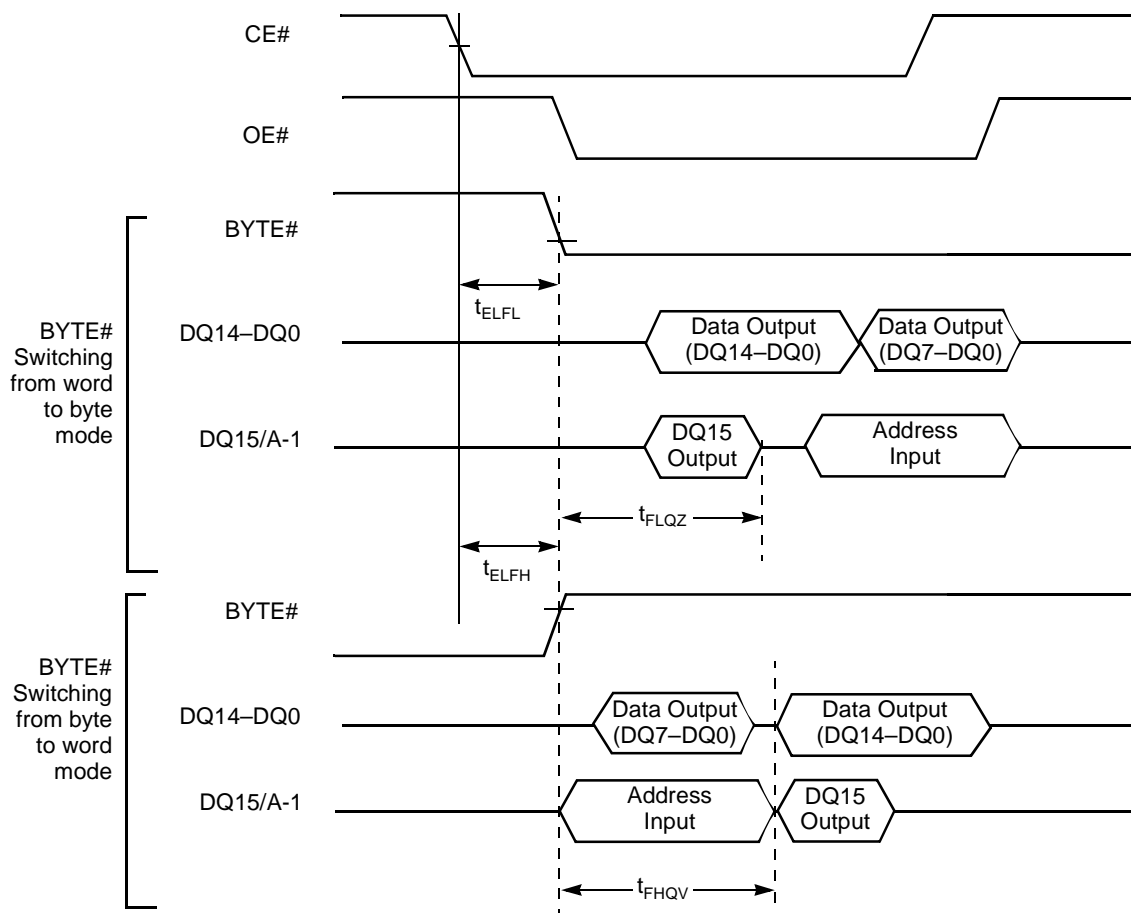 CE#
OE#
BYTE#
tELFL
BYTE#
Switching
from word
to byte
mode
DQ14–DQ0
Data Output
(DQ14–DQ0)
Data Output
(DQ7–DQ0)
DQ15/A-1
DQ15
Output
Address
Input
tFLQZ
tELFH
BYTE#
BYTE#
Switching
from byte
to word
mode
DQ14–DQ0
Data Output
(DQ7–DQ0)
Data Output
(DQ14–DQ0)
DQ15/A-1
Address
Input
DQ15
Output
tFHQV